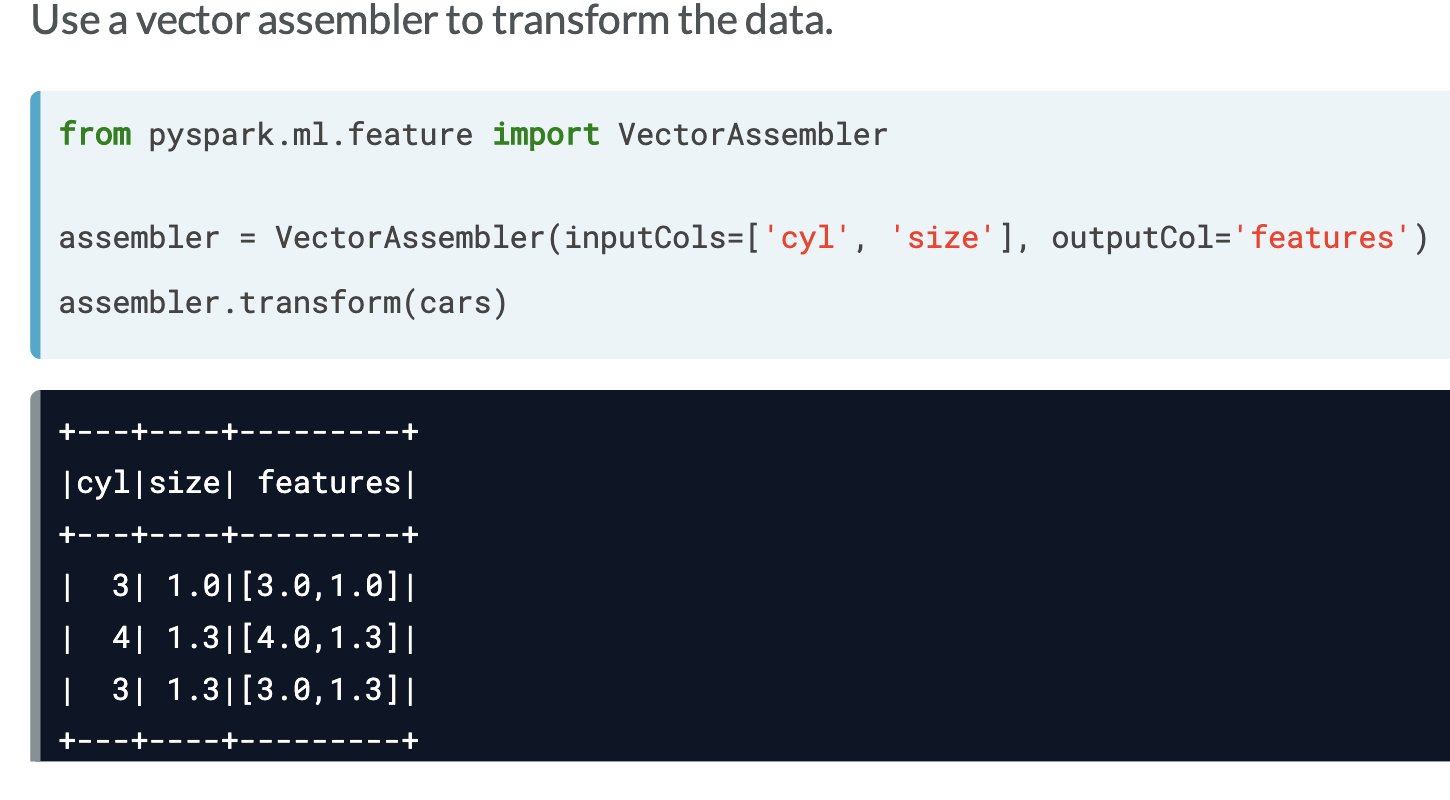 Use a vector assembler to transform the data.
from pyspark.ml.feature import VectorAssembler
assembler = VectorAssembler(inputCols=['cyl', 'size'], outputCol='features')
assembler.transform(cars)
+---+----+---------+
|cyl|size| features|
+---+----+---------+
|  3| 1.0|[3.0,1.0]|
|  4| 1.3|[4.0,1.3]|
|  3| 1.3|[3.0,1.3]|
+---+----+---------+